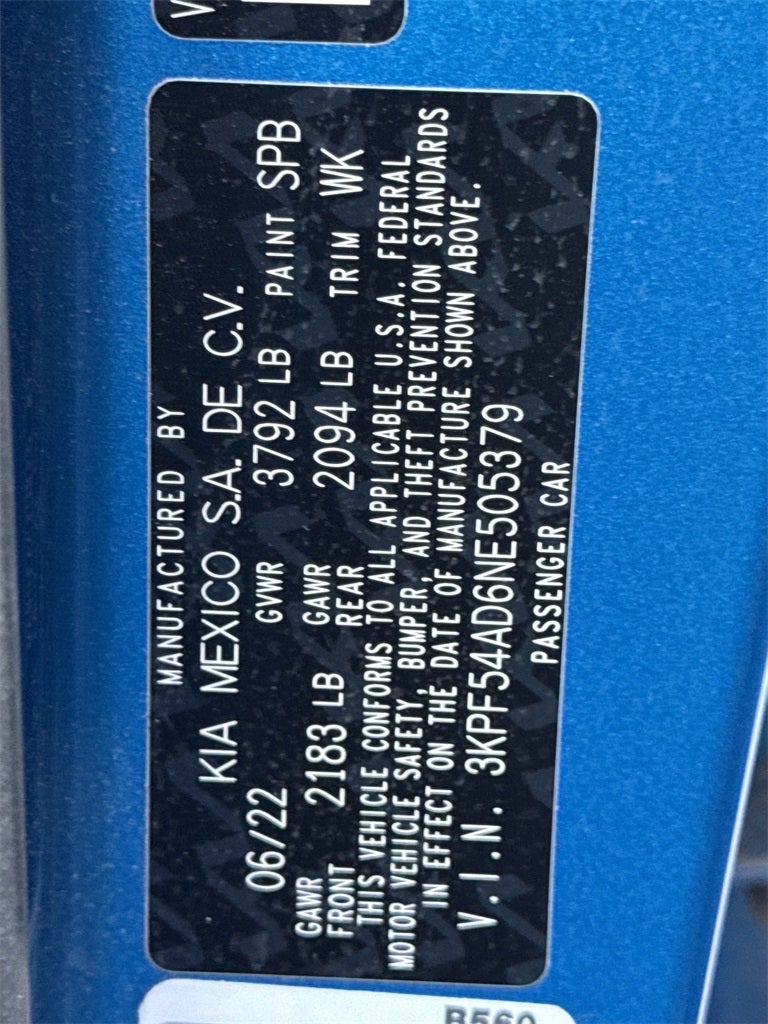 MANUFACTURED BY
KIA MEXICO S.A. DE C.V.
06/22 GVWR 3792 LB PAINT SPB
GAWR FRONT 2183 LB GAWR REAR 2094 LB TRIM WK
THIS VEHICLE CONFORMS TO ALL APPLICABLE U.S.A. FEDERAL
MOTOR VEHICLE SAFETY, BUMPER, AND THEFT PREVENTION STANDARDS
IN EFFECT ON THE DATE OF MANUFACTURE SHOWN ABOVE.
V.I.N. 3KPF54AD6NE505379
PASSENGER CAR
B560